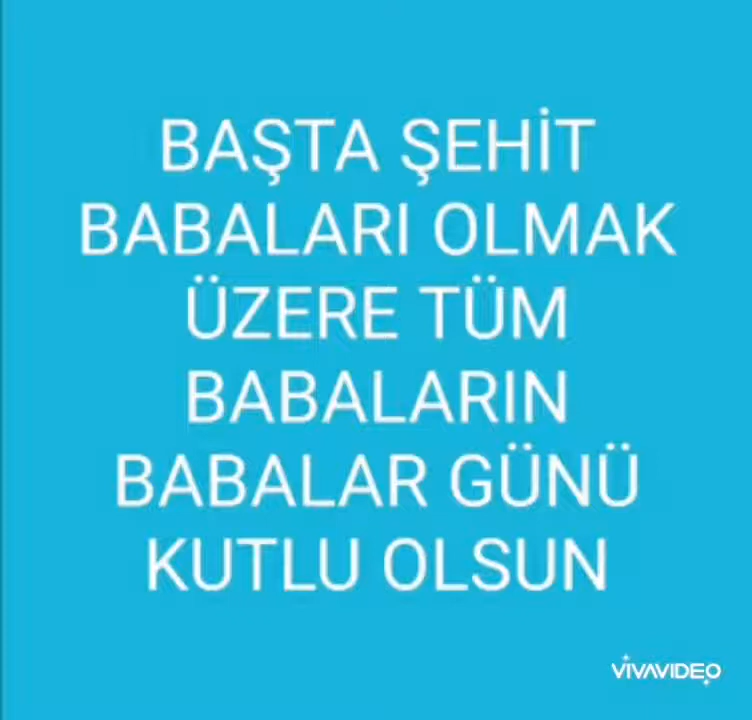 BAŞTA ŞEHİT
BABALARI OLMAK
ÜZERE TÜM
BABALARIN
BABALAR GÜNÜ
KUTLU OLSUN
VIVAVIDEO